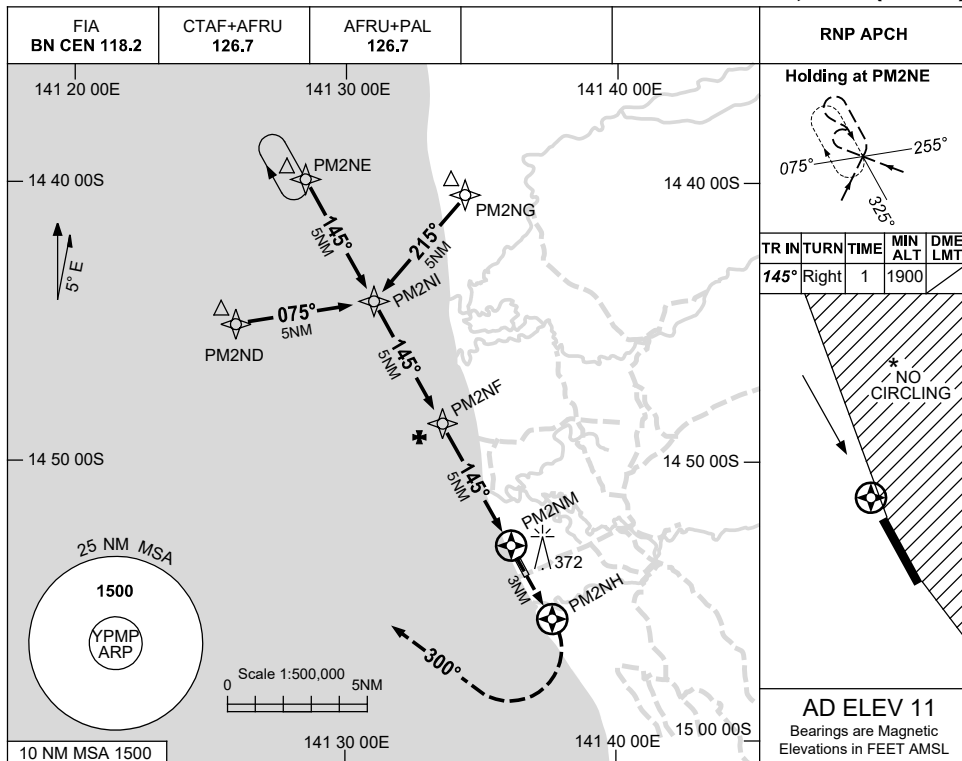 FIA
BN CEN 118.2
CTAF+AFRU
126.7
AFRU+PAL
126.7
RNP APCH
141 20 00E
141 30 00E
141 40 00E
Holding at PM2NE
075°
255°
325°
TR IN TURN TIME MIN ALT DME LMT
145° Right 1 1900
14 40 00S
14 40 00S
PM2NE
PM2NG
145°
5NM
215°
5NM
5° E
PM2NI
075°
5NM
PM2ND
145°
5NM
* NO
CIRCLING
PM2NF
14 50 00S
14 50 00S
145°
5NM
PM2NM
372
3NM
PM2NH
25 NM MSA
1500
YPMP
ARP
300°
Scale 1:500,000
0 5NM
10 NM MSA 1500
141 30 00E
141 40 00E
15 00 00S
AD ELEV 11
Bearings are Magnetic
Elevations in FEET AMSL